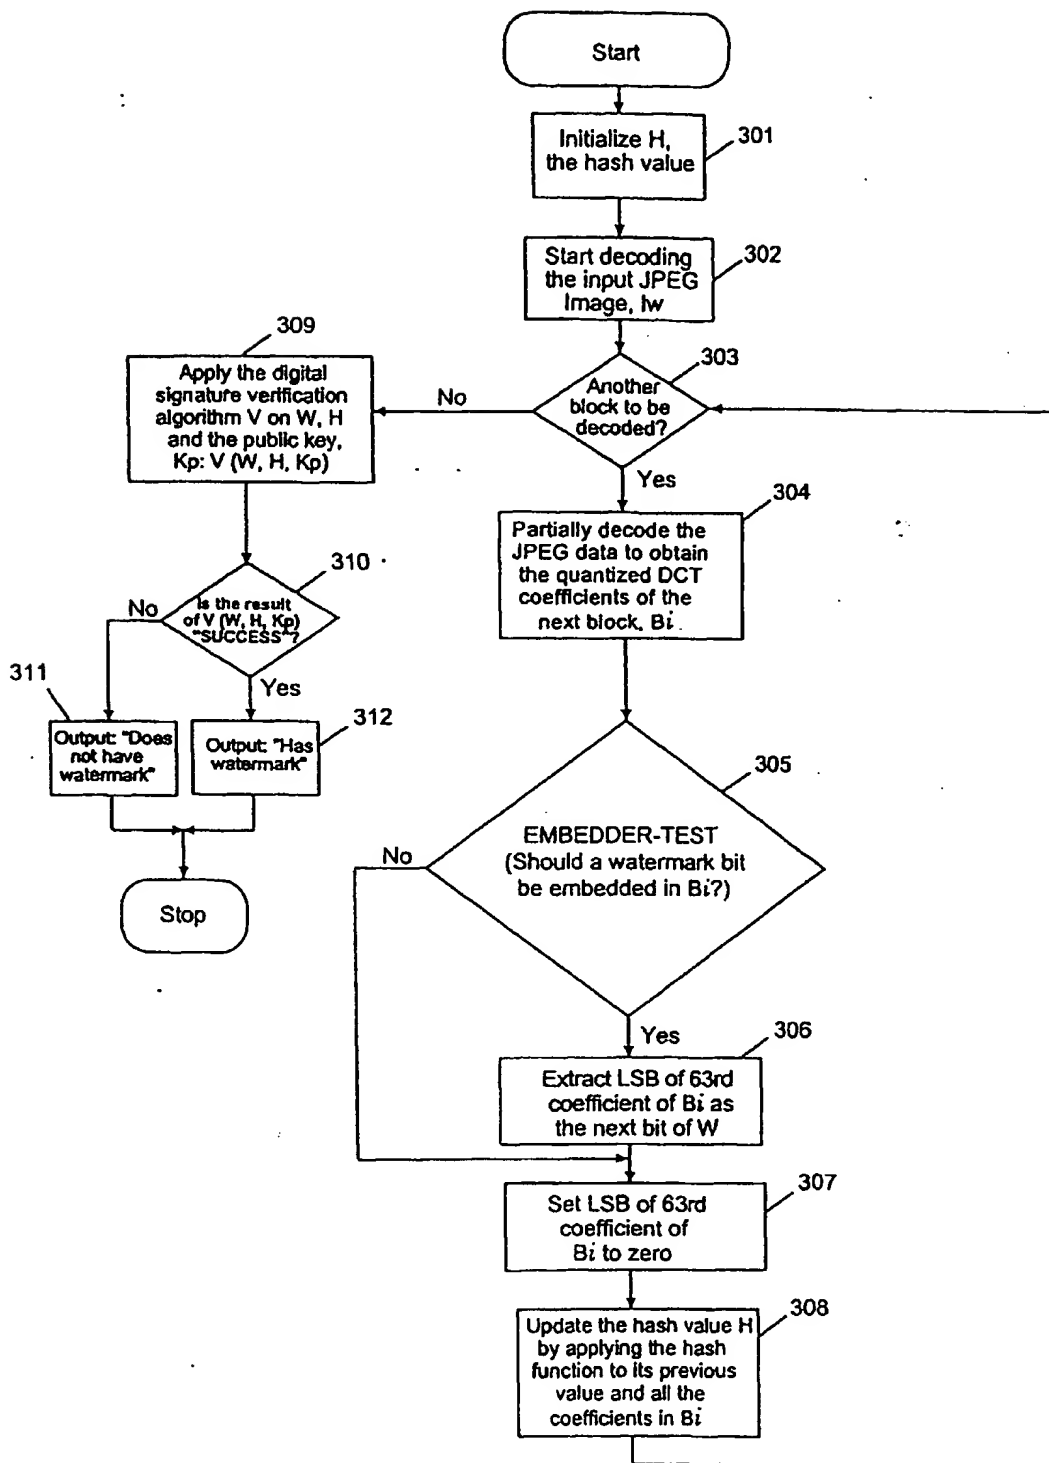 Start
Initialize H,
the hash value
301
Start decoding
the input JPEG
Image, Iw
302
303
Another
block to be
decoded?
No
Yes
309
Apply the digital
signature verification
algorithm V on W, H
and the public key,
Kp: V (W, H, Kp)
304
Partially decode the
JPEG data to obtain
the quantized DCT
coefficients of the
next block, Bi.
310
Is the result
of V (W, H, Kp)
"SUCCESS"?
No
Yes
311
Output: "Does
not have
watermark"
312
Output: "Has
watermark"
Stop
305
EMBEDDER-TEST
(Should a watermark bit
be embedded in Bi?)
No
Yes
306
Extract LSB of 63rd
coefficient of Bi as
the next bit of W
307
Set LSB of 63rd
coefficient of
Bi to zero
308
Update the hash value H
by applying the hash
function to its previous
value and all the
coefficients in Bi